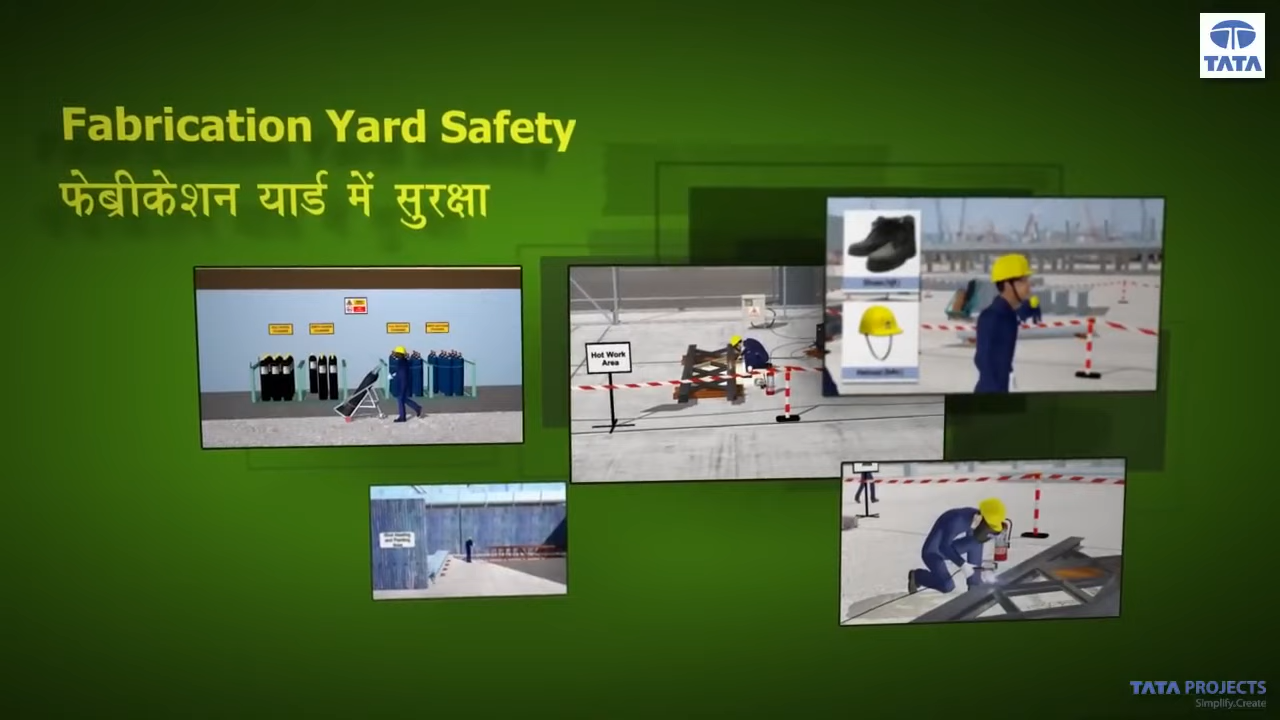 TATA
Fabrication Yard Safety
फेब्रीकेशन यार्ड में सुरक्षा
Hot Work
Area
TATA PROJECTS
Simplify.Create